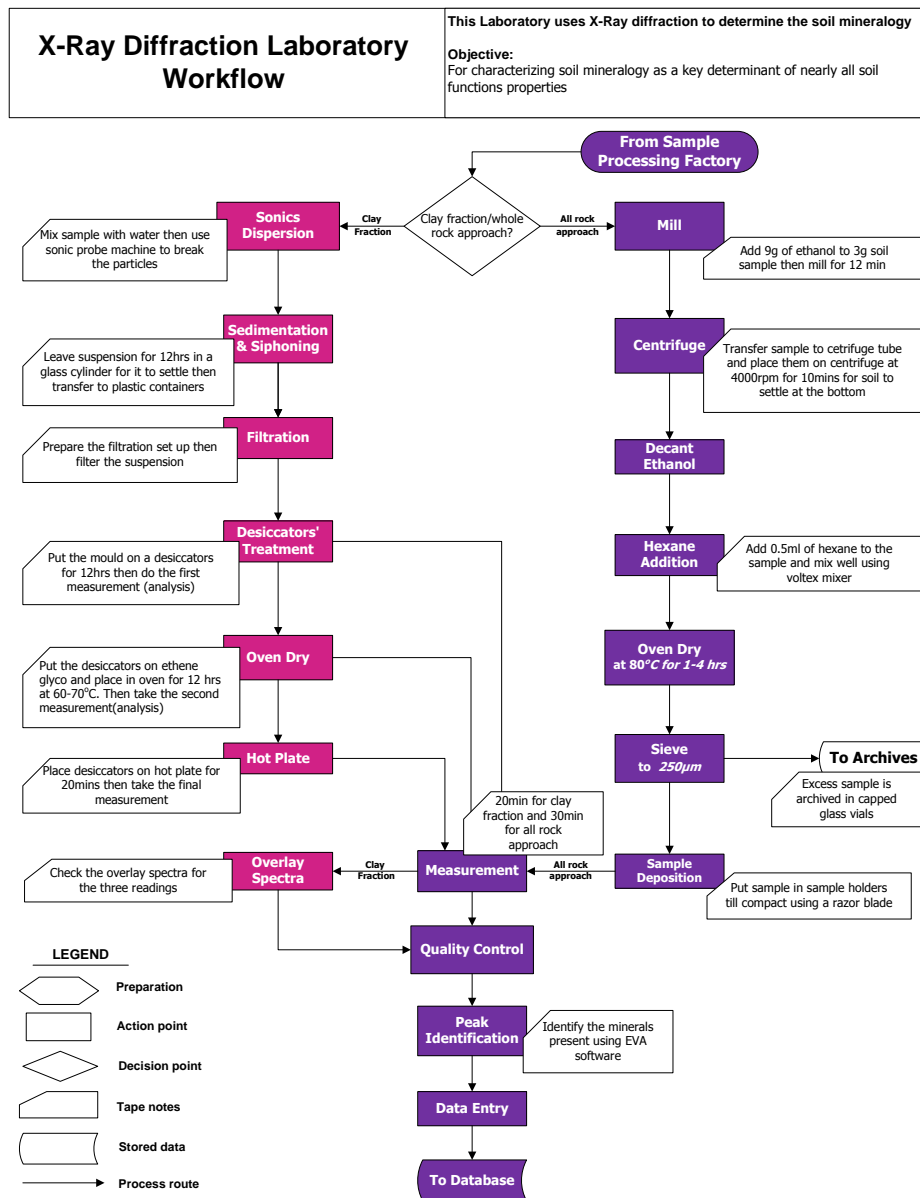 X-Ray Diffraction Laboratory
Workflow
This Laboratory uses X-Ray diffraction to determine the soil mineralogy
Objective:
For characterizing soil mineralogy as a key determinant of nearly all soil
functions properties
From Sample
Processing Factory
Clay fraction/whole
rock approach?
Clay
Fraction
All rock
approach
Sonics
Dispersion
Mix sample with water then use
sonic probe machine to break
the particles
Mill
Add 9g of ethanol to 3g soil
sample then mill for 12 min
Sedimentation
& Siphoning
Leave suspension for 12hrs in a
glass cylinder for it to settle then
transfer to plastic containers
Centrifuge
Transfer sample to cetrifuge tube
and place them on centrifuge at
4000rpm for 10mins for soil to
settle at the bottom
Filtration
Prepare the filtration set up then
filter the suspension
Decant
Ethanol
Desiccators'
Treatment
Put the mould on a desiccators
for 12hrs then do the first
measurement (analysis)
Hexane
Addition
Add 0.5ml of hexane to the
sample and mix well using
voltex mixer
Oven Dry
Put the desiccators on ethene
glyco and place in oven for 12 hrs
at 60-70°C. Then take the second
measurement(analysis)
Oven Dry
at 80°C for 1-4 hrs
Hot Plate
Place desiccators on hot plate for
20mins then take the final
measurement
Sieve
to 250µm
To Archives
Excess sample is
archived in capped
glass vials
20min for clay
fraction and 30min
for all rock
approach
Overlay
Spectra
Check the overlay spectra for
the three readings
Clay
Fraction
Measurement
All rock
approach
Sample
Deposition
Put sample in sample holders
till compact using a razor blade
Quality Control
Peak
Identification
Identify the minerals
present using EVA
software
Data Entry
To Database
LEGEND
Preparation
Action point
Decision point
Tape notes
Stored data
Process route